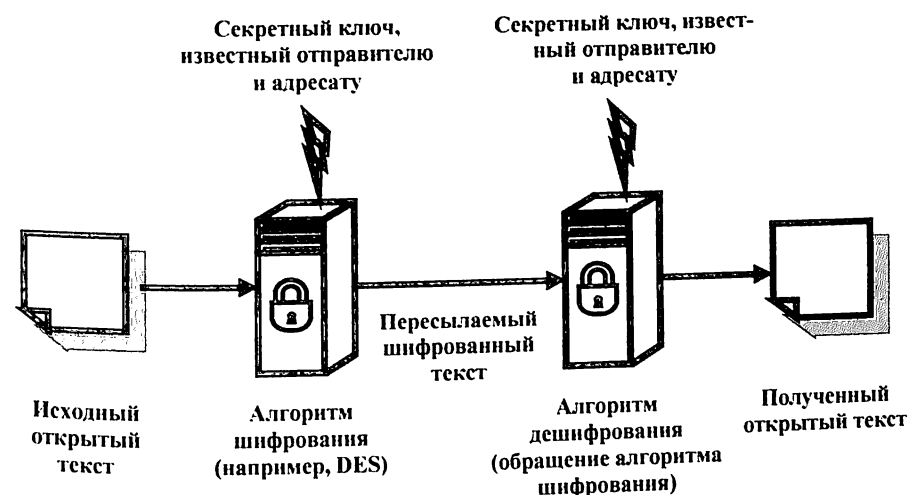 Секретный ключ,
известный отправителю
и адресату
Секретный ключ, извест-
ный отправителю
и адресату
Пересылаемый
шифрованный
текст
Исходный
открытый
текст
Алгоритм
шифрования
(например, DES)
Алгоритм
дешифрования
(обращение алгоритма
шифрования)
Полученный
открытый текст